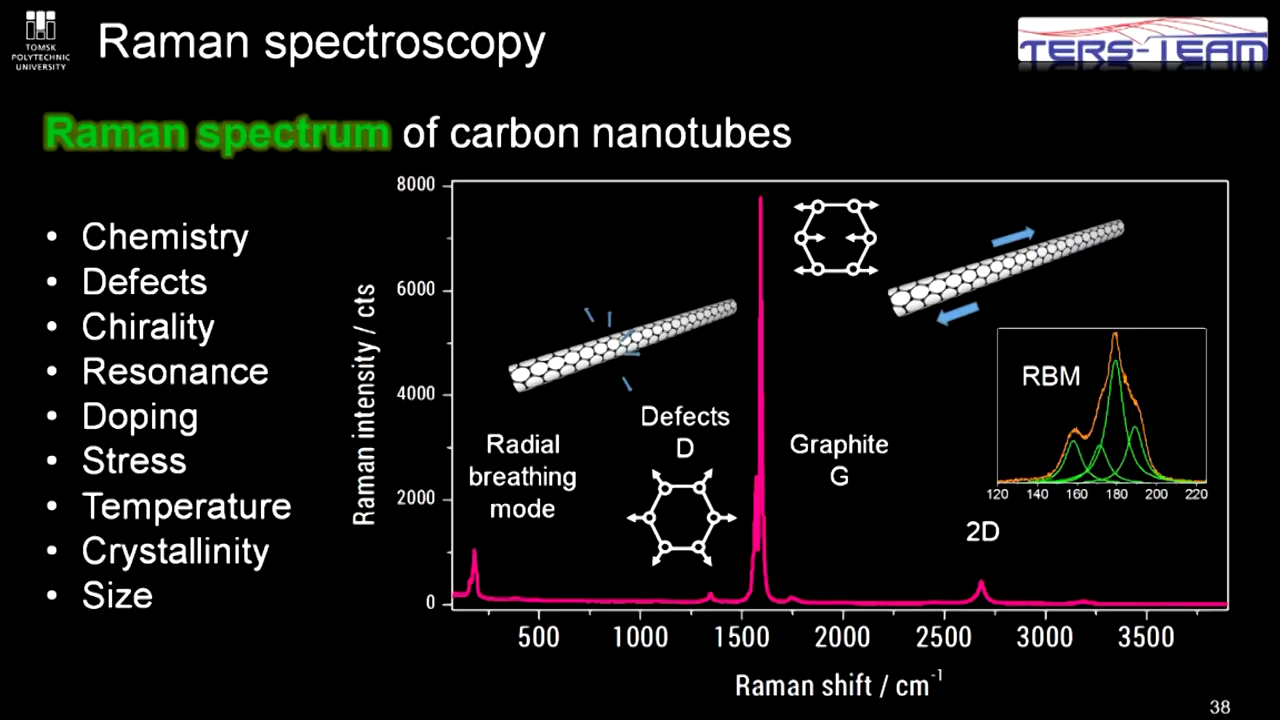 TOMSK
POLYTECHNIC
UNIVERSITY
Raman spectroscopy
TERS-TEAM
Raman spectrum of carbon nanotubes
• Chemistry
• Defects
• Chirality
• Resonance
• Doping
• Stress
• Temperature
• Crystallinity
• Size
Raman intensity / cts
8000
6000
4000
2000
0
Radial
breathing
mode
Defects
D
Graphite
G
2D
RBM
120 140 160 180 200 220
500 1000 1500 2000 2500 3000 3500
Raman shift / cm⁻¹
38